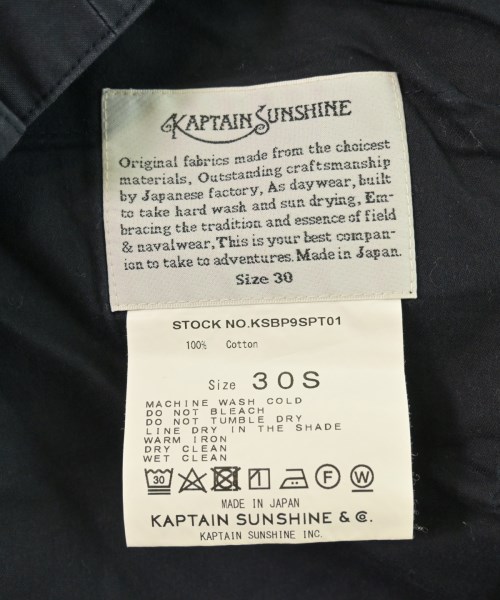 KAPTAIN SUNSHINE
Original fabrics made from the choicest
materials, Outstanding craftsmanship
by Japanese factory, As daywear, built
to take hard wash and sun drying, Em-
bracing the tradition and essence of field
& navalwear, This is your best compan-
ion to take to adventures. Made in Japan.
Size 30
STOCK NO.KSBP9SPT01
100% Cotton
Size 30S
MACHINE WASH COLD
DO NOT BLEACH
DO NOT TUMBLE DRY
LINE DRY IN THE SHADE
WARM IRON
DRY CLEAN
WET CLEAN
30 F W
MADE IN JAPAN
KAPTAIN SUNSHINE & Co.
KAPTAIN SUNSHINE INC.